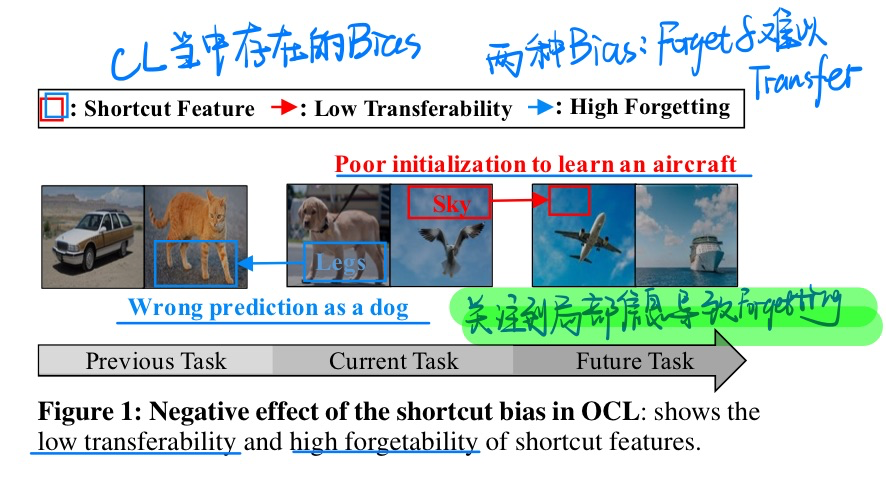 CL当中存在的Bias
两种Bias: Forget & 难以
Transfer
: Shortcut Feature : Low Transferability : High Forgetting
Poor initialization to learn an aircraft
Sky
Legs
Wrong prediction as a dog
关注到局部信息导致Forgetting
Previous Task Current Task Future Task
Figure 1: Negative effect of the shortcut bias in OCL: shows the
low transferability and high forgetability of shortcut features.